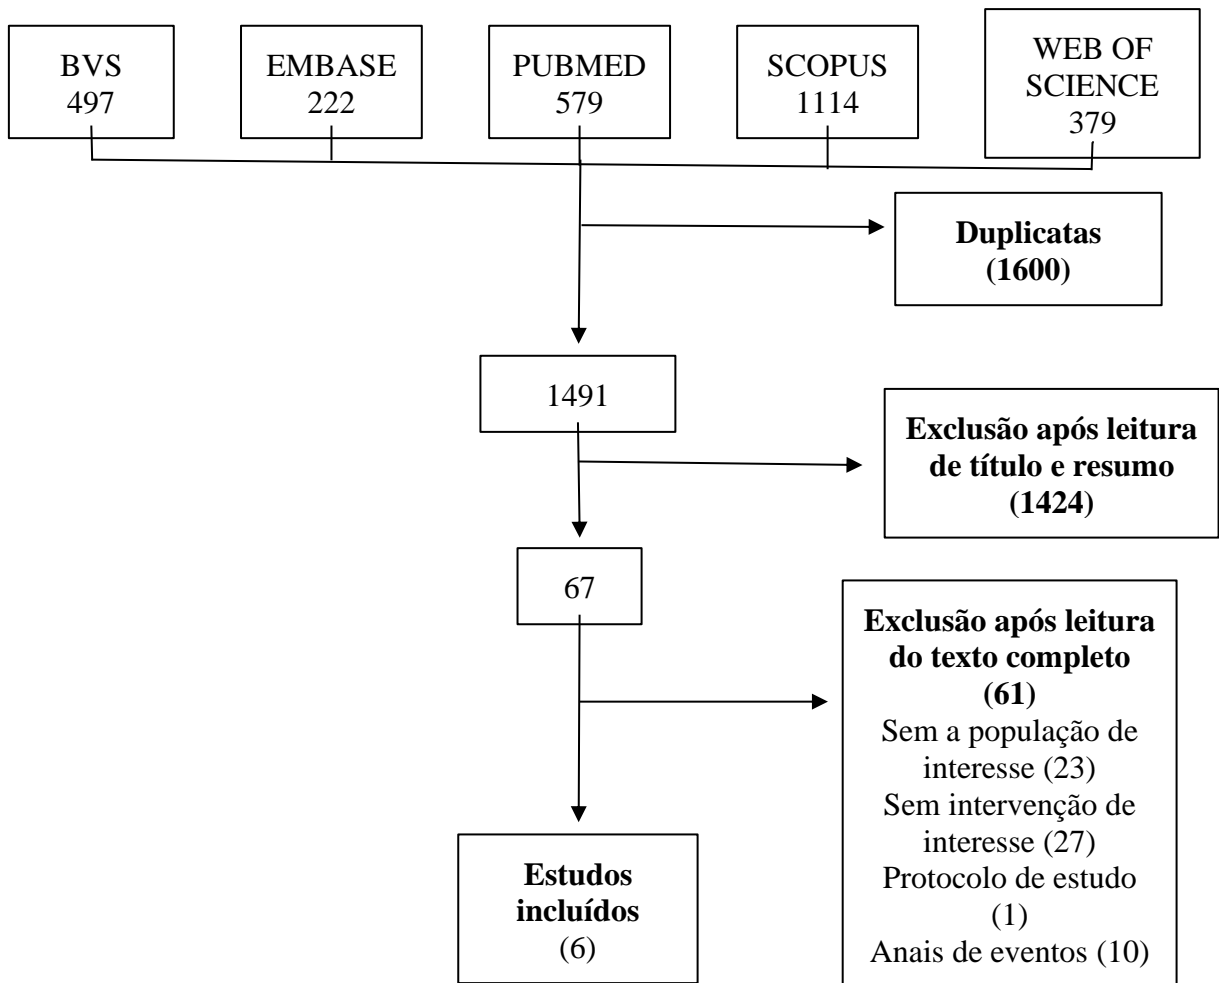 BVS
497
EMBASE
222
PUBMED
579
SCOPUS
1114
WEB OF
SCIENCE
379
Duplicatas
(1600)
1491
Exclusão após leitura
de título e resumo
(1424)
67
Exclusão após leitura
do texto completo
(61)
Sem a população de
interesse (23)
Sem intervenção de
interesse (27)
Protocolo de estudo
(1)
Anais de eventos (10)
Estudos
incluídos
(6)